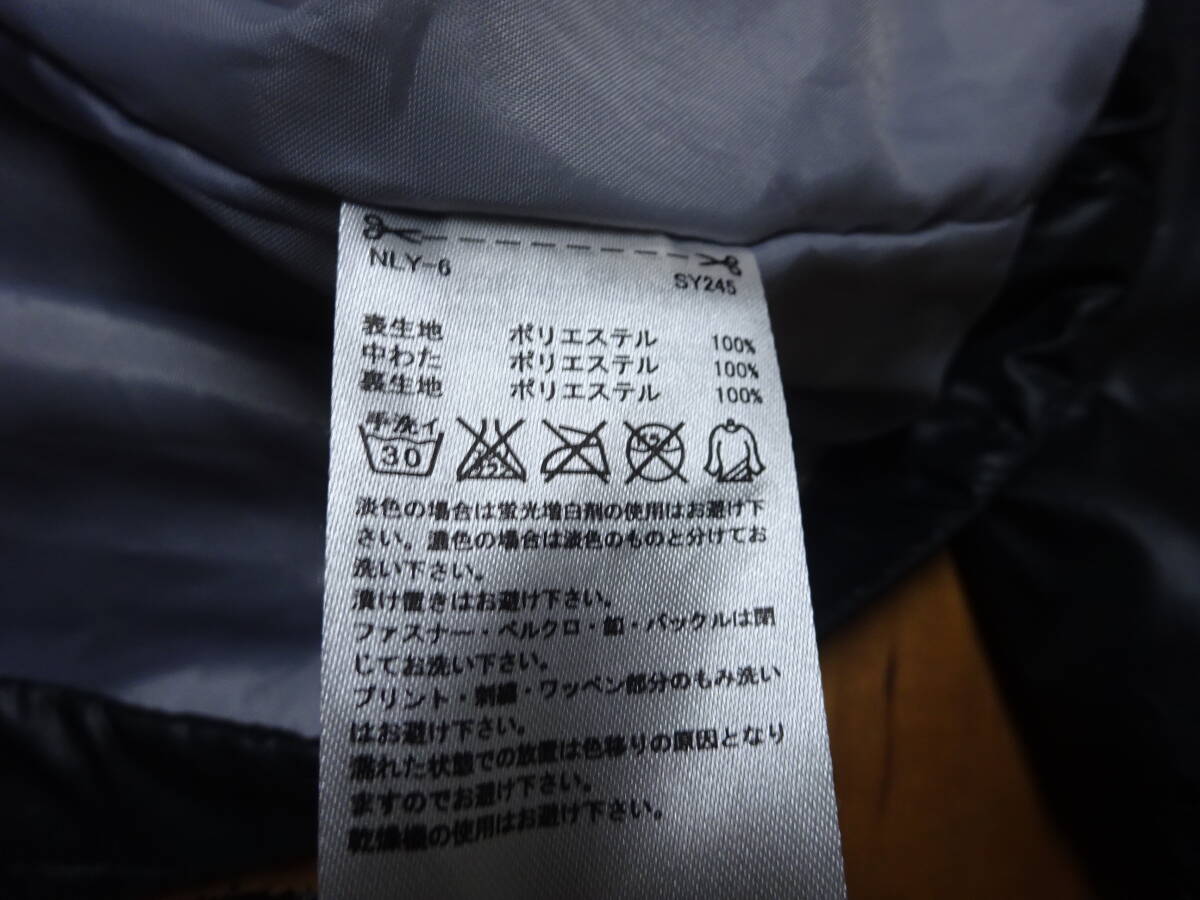 NLY-6
SY245
表生地 ポリエステル 100%
中わた ポリエステル 100%
裏生地 ポリエステル 100%
手洗イ
30
淡色の場合は蛍光増白剤の使用はお避け下
さい。濃色の場合は淡色のものと分けてお
洗い下さい。
漬け置きはお避け下さい。
ファスナー・ベルクロ・釦・バックルは閉
じてお洗い下さい。
プリント・刺繍・ワッペン部分のもみ洗い
はお避け下さい。
濡れた状態での放置は色移りの原因となり
ますのでお避け下さい。
乾燥機の使用はお避け下さい。